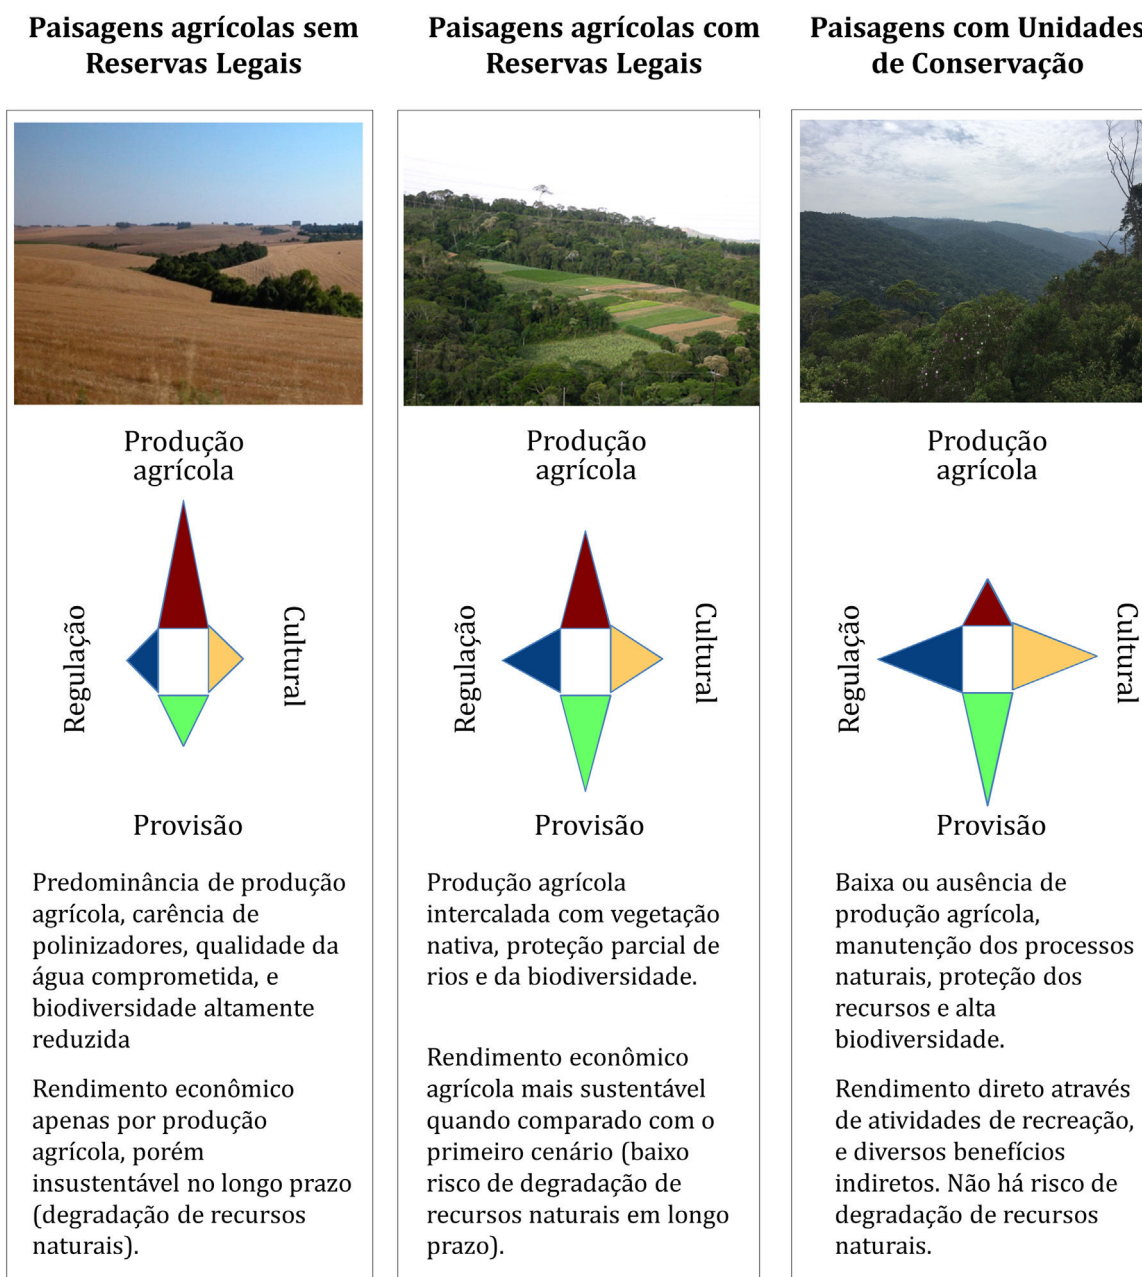 Paisagens agrícolas sem
Reservas Legais
Produção
agrícola
Regulação
Cultural
Provisão
Predominância de produção
agrícola, carência de
polinizadores, qualidade da
água comprometida, e
biodiversidade altamente
reduzida
Rendimento econômico
apenas por produção
agrícola, porém
insustentável no longo prazo
(degradação de recursos
naturais).
Paisagens agrícolas com
Reservas Legais
Produção
agrícola
Regulação
Cultural
Provisão
Produção agrícola
intercalada com vegetação
nativa, proteção parcial de
rios e da biodiversidade.
Rendimento econômico
agrícola mais sustentável
quando comparado com o
primeiro cenário (baixo
risco de degradação de
recursos naturais em longo
prazo).
Paisagens com Unidades
de Conservação
Produção
agrícola
Regulação
Cultural
Provisão
Baixa ou ausência de
produção agrícola,
manutenção dos processos
naturais, proteção dos
recursos e alta
biodiversidade.
Rendimento direto através
de atividades de recreação,
e diversos benefícios
indiretos. Não há risco de
degradação de recursos
naturais.